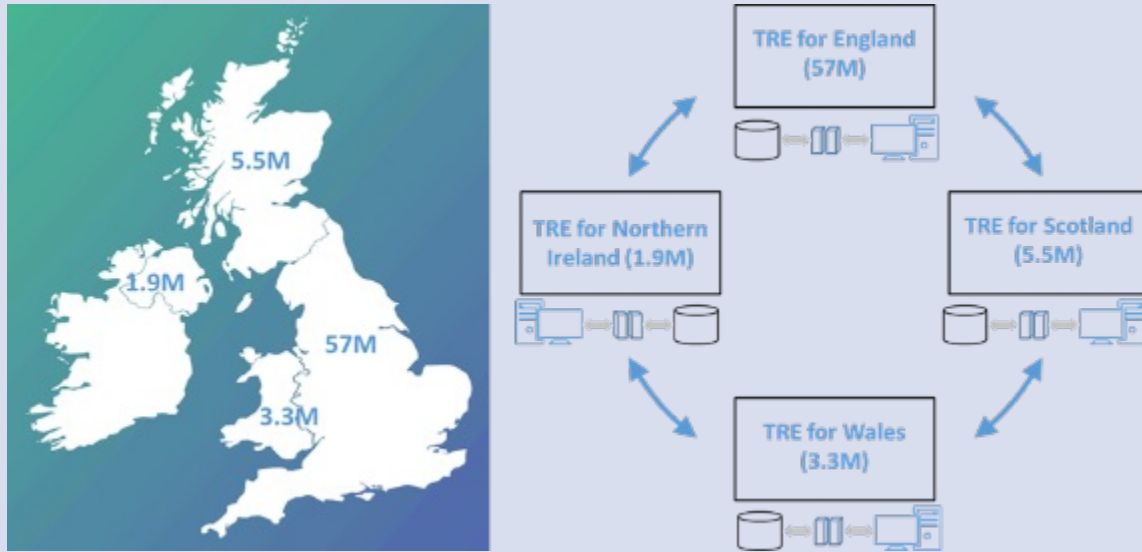 5.5M
1.9M
57M
3.3M
TRE for England
(57M)
TRE for Northern
Ireland (1.9M)
TRE for Scotland
(5.5M)
TRE for Wales
(3.3M)